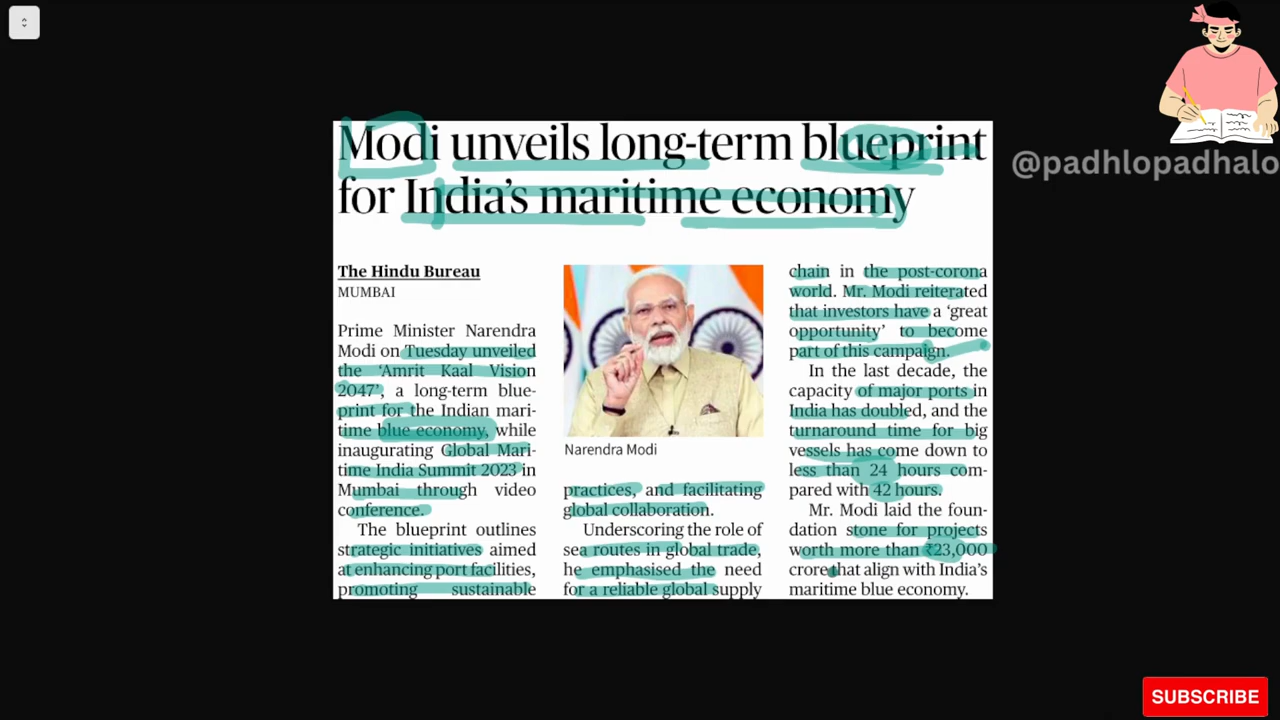 @padhlopadhalo
Modi unveils long-term blueprint
for India's maritime economy
The Hindu Bureau
MUMBAI
Prime Minister Narendra
Modi on Tuesday unveiled
the 'Amrit Kaal Vision
2047', a long-term blue-
print for the Indian mari-
time blue economy, while
inaugurating Global Mari-
time India Summit 2023 in
Mumbai through video
conference.
The blueprint outlines
strategic initiatives aimed
at enhancing port facilities,
promoting sustainable
Narendra Modi
practices, and facilitating
global collaboration.
Underscoring the role of
sea routes in global trade,
he emphasised the need
for a reliable global supply
chain in the post-corona
world. Mr. Modi reiterated
that investors have a 'great
opportunity' to become
part of this campaign.
In the last decade, the
capacity of major ports in
India has doubled, and the
turnaround time for big
vessels has come down to
less than 24 hours com-
pared with 42 hours.
Mr. Modi laid the foun-
dation stone for projects
worth more than ₹23,000
crore that align with India's
maritime blue economy.
SUBSCRIBE